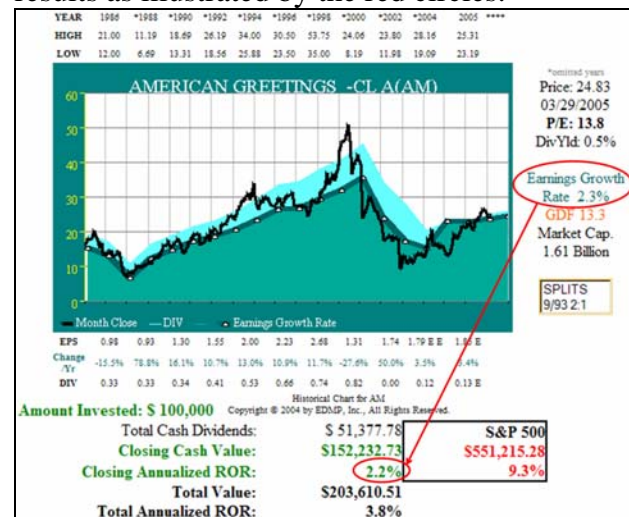 results as illustrated by the red circles.
YEAR 1986 *1988 *1990 *1992 *1994 *1996 *1998 *2000 *2002 *2004 2005 ****
HIGH 21.00 11.19 18.69 26.19 34.00 30.50 53.75 24.06 23.80 28.16 25.31
LOW 12.00 6.69 13.31 18.56 25.88 23.50 35.00 8.19 11.98 19.09 23.19
AMERICAN GREETINGS -CL A(AM)
60
50
40
30
20
10
0
Month Close DIV Earnings Growth Rate
*omitted years
Price: 24.83
03/29/2005
P/E: 13.8
DivYld: 0.5%
Earnings Growth
Rate 2.3%
GDF 13.3
Market Cap.
1.61 Billion
SPLITS
9/93 2:1
EPS 0.98 0.93 1.30 1.55 2.00 2.23 2.68 1.31 1.74 1.79 E E
Change
/Yr -15.5% 78.8% 16.1% 10.7% 13.0% 10.9% 11.7% -27.6% 50.0% 3.5%
DIV 0.33 0.33 0.34 0.41 0.53 0.66 0.74 0.82 0.00 0.12 0.13 E
Historical Chart for AM
Amount Invested: $ 100,000 Copyright © 2004 by EDMP, Inc., All Rights Reserved.
Total Cash Dividends: $ 51,377.78 S&P 500
Closing Cash Value: $152,232.73 $551,215.28
Closing Annualized ROR: 2.2% 9.3%
Total Value: $203,610.51
Total Annualized ROR: 3.8%